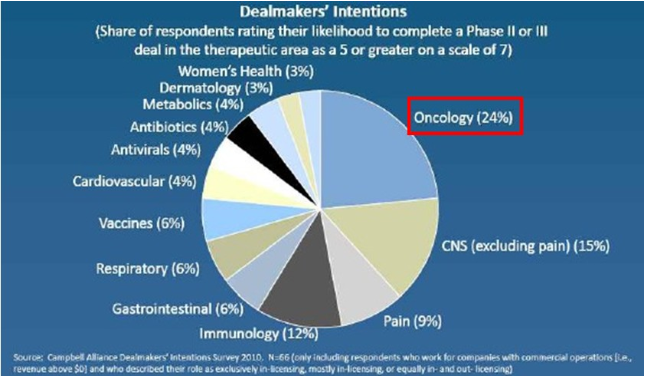 Dealmakers' Intentions
(Share of respondents rating their likelihood to complete a Phase II or III
deal in the therapeutic area as a 5 or greater on a scale of 7)
Women's Health (3%)
Dermatology (3%)
Metabolics (4%)
Antibiotics (4%)
Antivirals (4%)
Cardiovascular (4%)
Vaccines (6%)
Respiratory (6%)
Gastrointestinal (6%)
Immunology (12%)
Pain (9%)
CNS (excluding pain) (15%)
Oncology (24%)
Source: Campbell Alliance Dealmakers' Intentions Survey 2010. N=66 (only including respondents who work for companies with commercial operations [i.e.,
revenue above $0] and who described their role as exclusively in-licensing, mostly in-licensing, or equally in- and out- licensing)